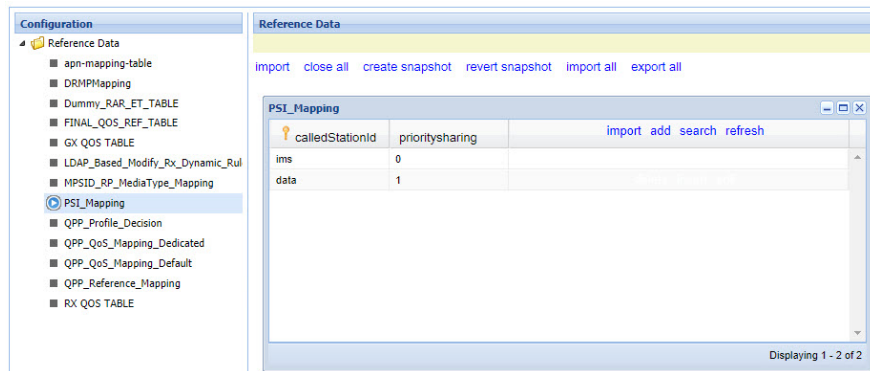 Configuration
Reference Data
apn-mapping-table
DRMPMapping
Dummy_RAR_ET_TABLE
FINAL_QOS_REF_TABLE
GX QOS TABLE
LDAP_Based_Modify_Rx_Dynamic_Rul
MPSID_RP_MediaType_Mapping
PSI_Mapping
QPP_Profile_Decision
QPP_QoS_Mapping_Dedicated
QPP_QoS_Mapping_Default
QPP_Reference_Mapping
RX QOS TABLE
Reference Data
import close all create snapshot revert snapshot import all export all
PSI_Mapping
calledStationId prioritysharing import add search refresh
ims 0
data 1
Displaying 1 - 2 of 2